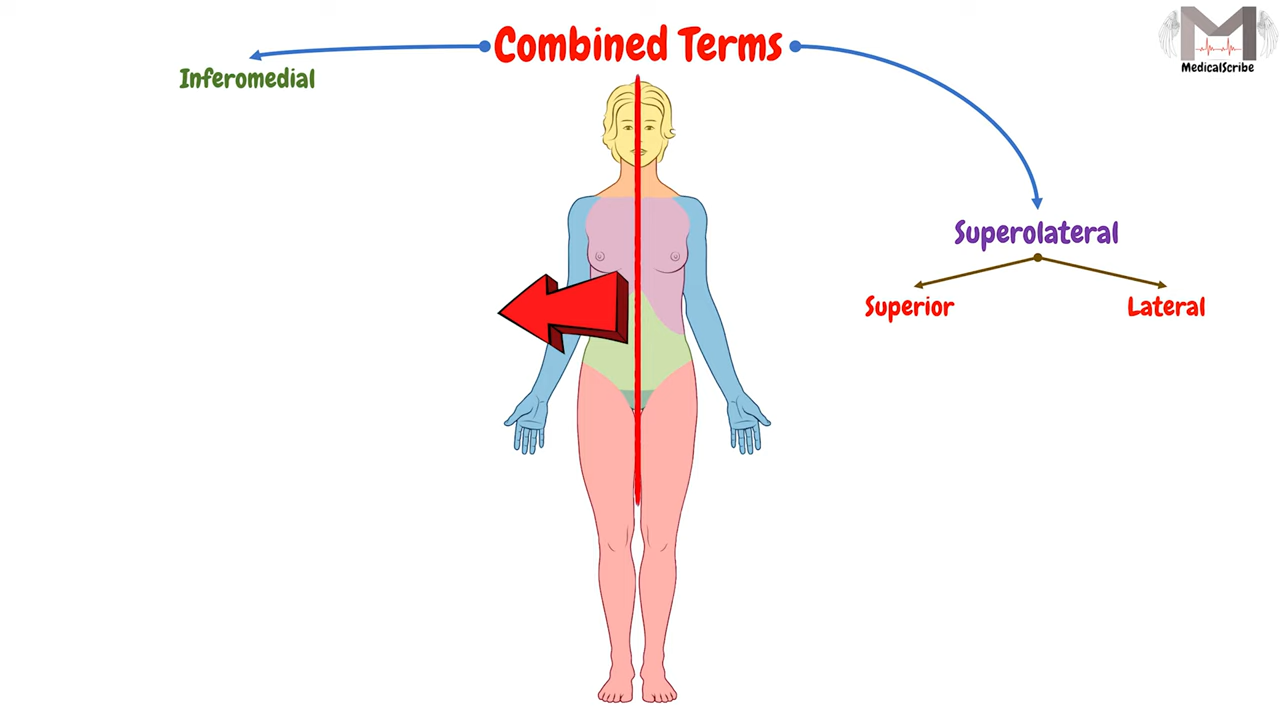 Combined Terms
MedicalScribe
Inferomedial
Superolateral
Superior
Lateral